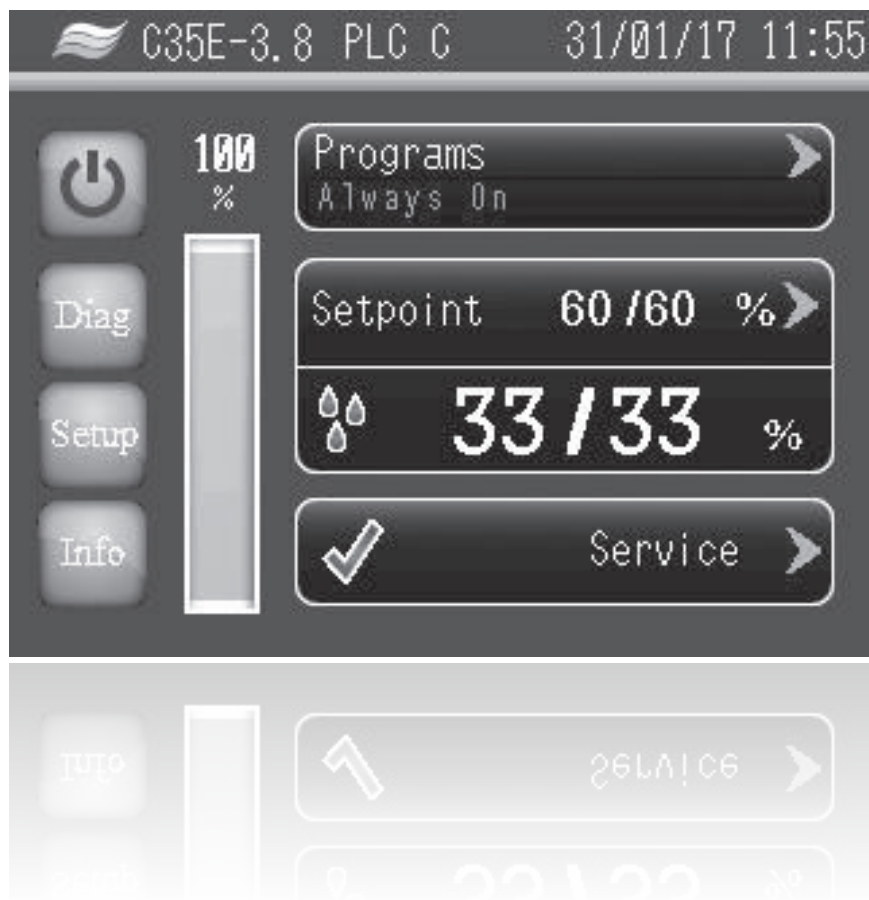 C35E-3.8 PLC C 31/01/17 11:55
100
%
Programs
Always On
Diag
Setpoint 60/60 %
Setup
33/33 %
Info
Service